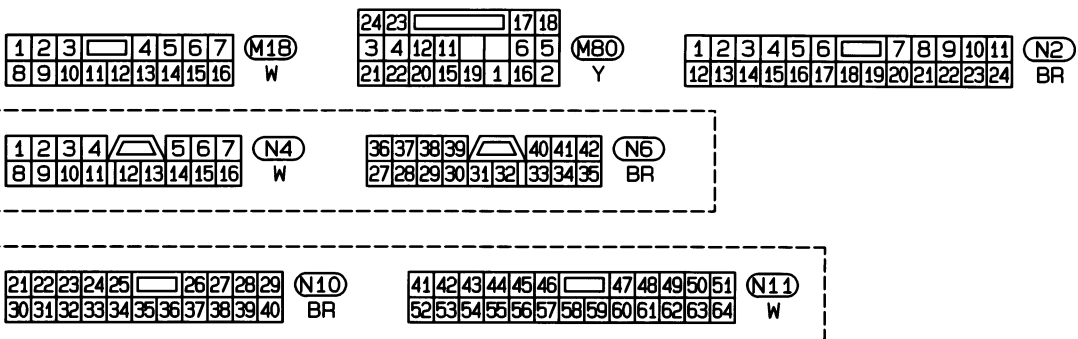 1 2 3 4 5 6 7 M18
8 9 10 11 12 13 14 15 16 W
24 23 17 18
3 4 12 11 6 5 M80
21 22 20 15 19 1 16 2 Y
1 2 3 4 5 6 7 8 9 10 11 N2
12 13 14 15 16 17 18 19 20 21 22 23 24 BR
1 2 3 4 5 6 7 N4
8 9 10 11 12 13 14 15 16 W
36 37 38 39 40 41 42 N6
27 28 29 30 31 32 33 34 35 BR
21 22 23 24 25 26 27 28 29 N10
30 31 32 33 34 35 36 37 38 39 40 BR
41 42 43 44 45 46 47 48 49 50 51 N11
52 53 54 55 56 57 58 59 60 61 62 63 64 W